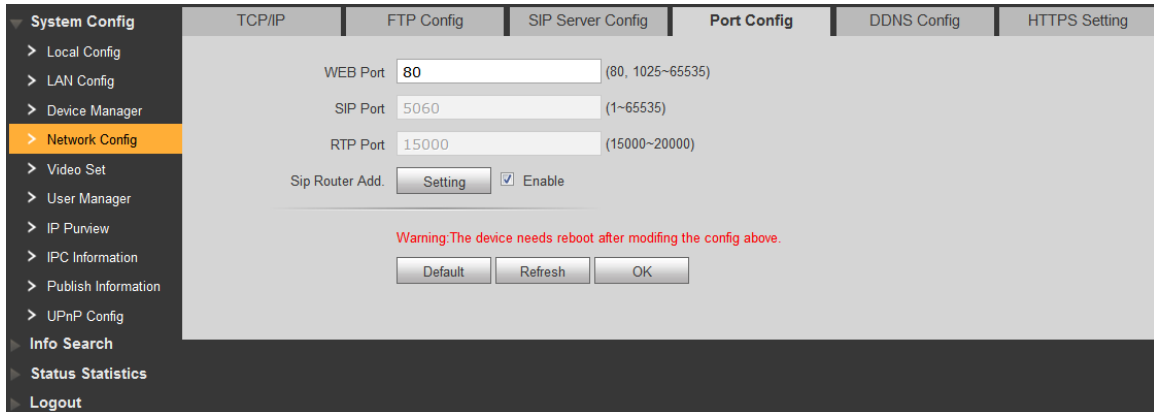 System Config
> Local Config
> LAN Config
> Device Manager
> Network Config
> Video Set
> User Manager
> IP Purview
> IPC Information
> Publish Information
> UPnP Config
Info Search
Status Statistics
Logout
TCP/IP FTP Config SIP Server Config Port Config DDNS Config HTTPS Setting
WEB Port 80 (80, 1025~65535)
SIP Port 5060 (1~65535)
RTP Port 15000 (15000~20000)
Sip Router Add. Setting Enable
Warning:The device needs reboot after modifing the config above.
Default Refresh OK